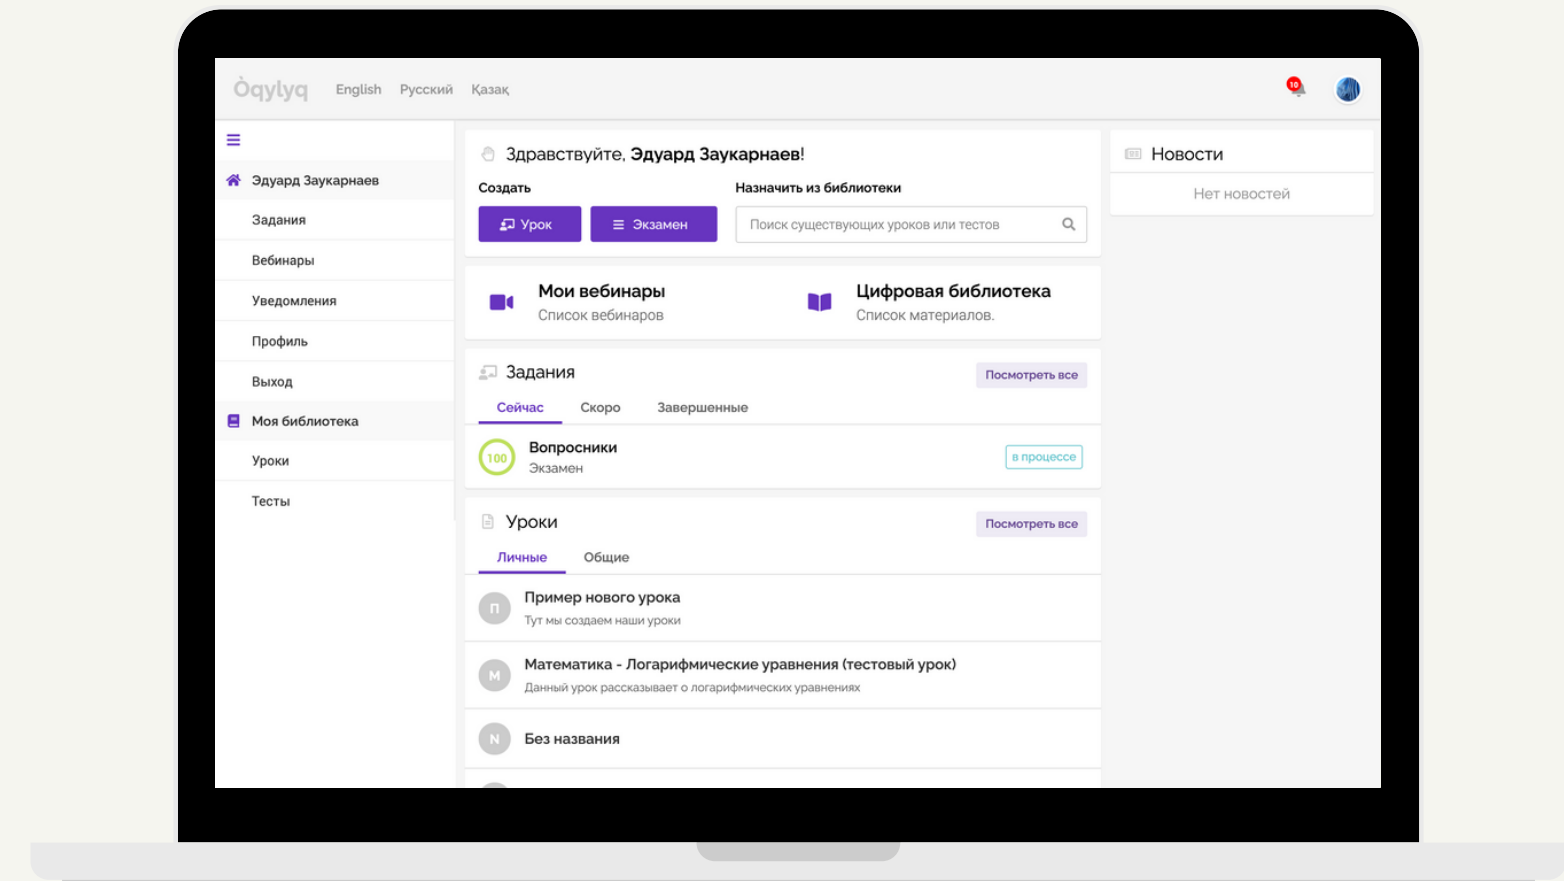 Òqylyq English Русский Қазақ 10
Эдуард Заукарнаев
Задания
Вебинары
Уведомления
Профиль
Выход
Моя библиотека
Уроки
Тесты
Здравствуйте, Эдуард Заукарнаев!
Создать
Урок
Экзамен
Назначить из библиотеки
Поиск существующих уроков или тестов
Мои вебинары
Список вебинаров
Цифровая библиотека
Список материалов.
Задания
Посмотреть все
Сейчас Скоро Завершенные
100
Вопросники
Экзамен
в процессе
Уроки
Посмотреть все
Личные Общие
П
Пример нового урока
Тут мы создаем наши уроки
М
Математика - Логарифмические уравнения (тестовый урок)
Данный урок рассказывает о логарифмических уравнениях
N
Без названия
Новости
Нет новостей